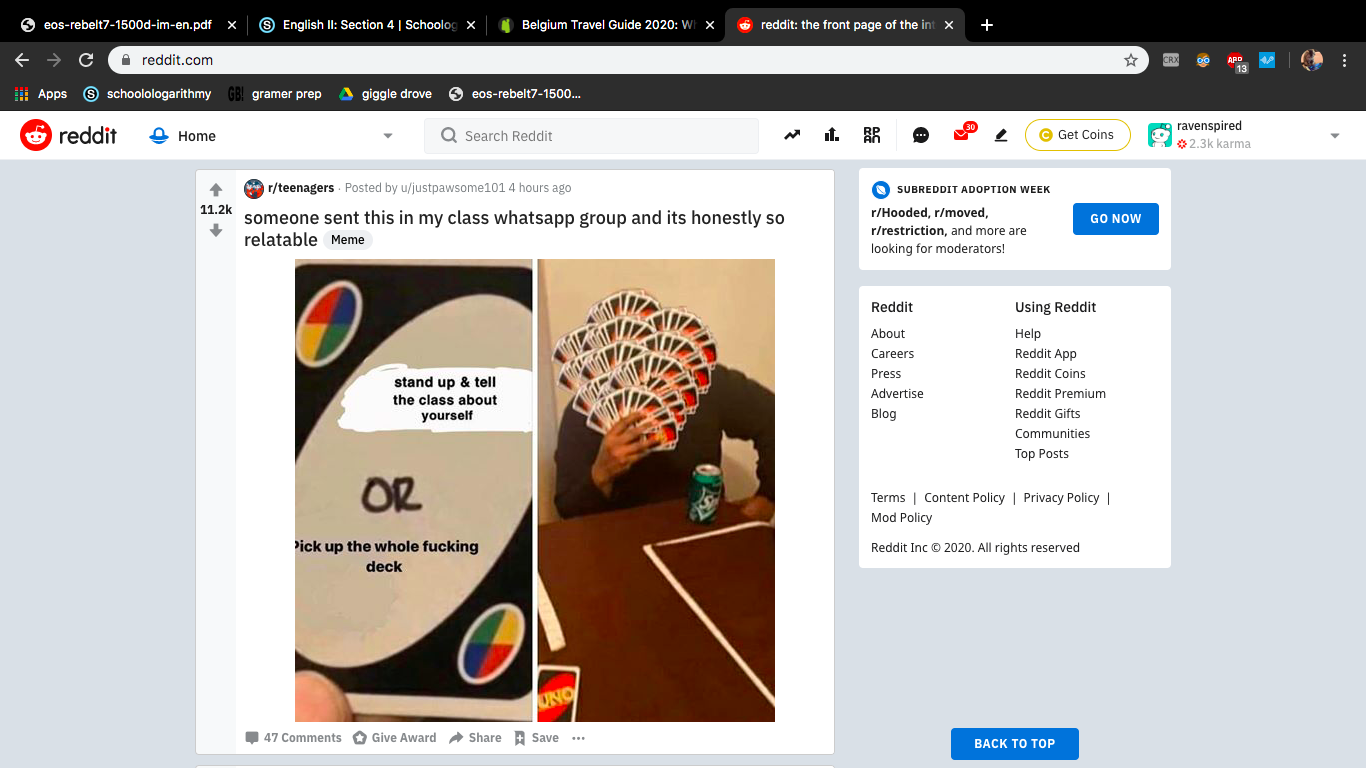 eos-rebelt7-1500d-im-en.pdf
English II: Section 4 | Schoolog
Belgium Travel Guide 2020: W
reddit: the front page of the int
reddit.com
CRX
ABP
13
Apps
schoolologarithmy
GB!
gramer prep
giggle drove
eos-rebelt7-1500...
reddit
Home
Search Reddit
30
Get Coins
ravenspired
2.3k karma
11.2k
r/teenagers · Posted by u/justpawsome101 4 hours ago
someone sent this in my class whatsapp group and its honestly so
relatable Meme
stand up & tell
the class about
yourself
OR
Pick up the whole fucking
deck
UNO
47 Comments
Give Award
Share
Save
SUBREDDIT ADOPTION WEEK
r/Hooded, r/moved,
r/restriction, and more are
looking for moderators!
GO NOW
Reddit
About
Careers
Press
Advertise
Blog
Using Reddit
Help
Reddit App
Reddit Coins
Reddit Premium
Reddit Gifts
Communities
Top Posts
Terms | Content Policy | Privacy Policy |
Mod Policy
Reddit Inc © 2020. All rights reserved
BACK TO TOP